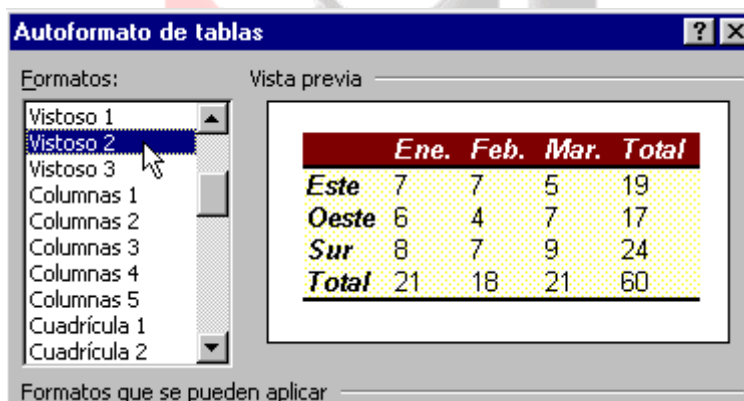 Autoformato de tablas
Formatos:
Vista previa
Vistoso 1
Vistoso 2
Vistoso 3
Columnas 1
Columnas 2
Columnas 3
Columnas 4
Columnas 5
Cuadrícula 1
Cuadrícula 2
Ene. Feb. Mar. Total
Este 7 7 5 19
Oeste 6 4 7 17
Sur 8 7 9 24
Total 21 18 21 60
Formatos que se pueden aplicar